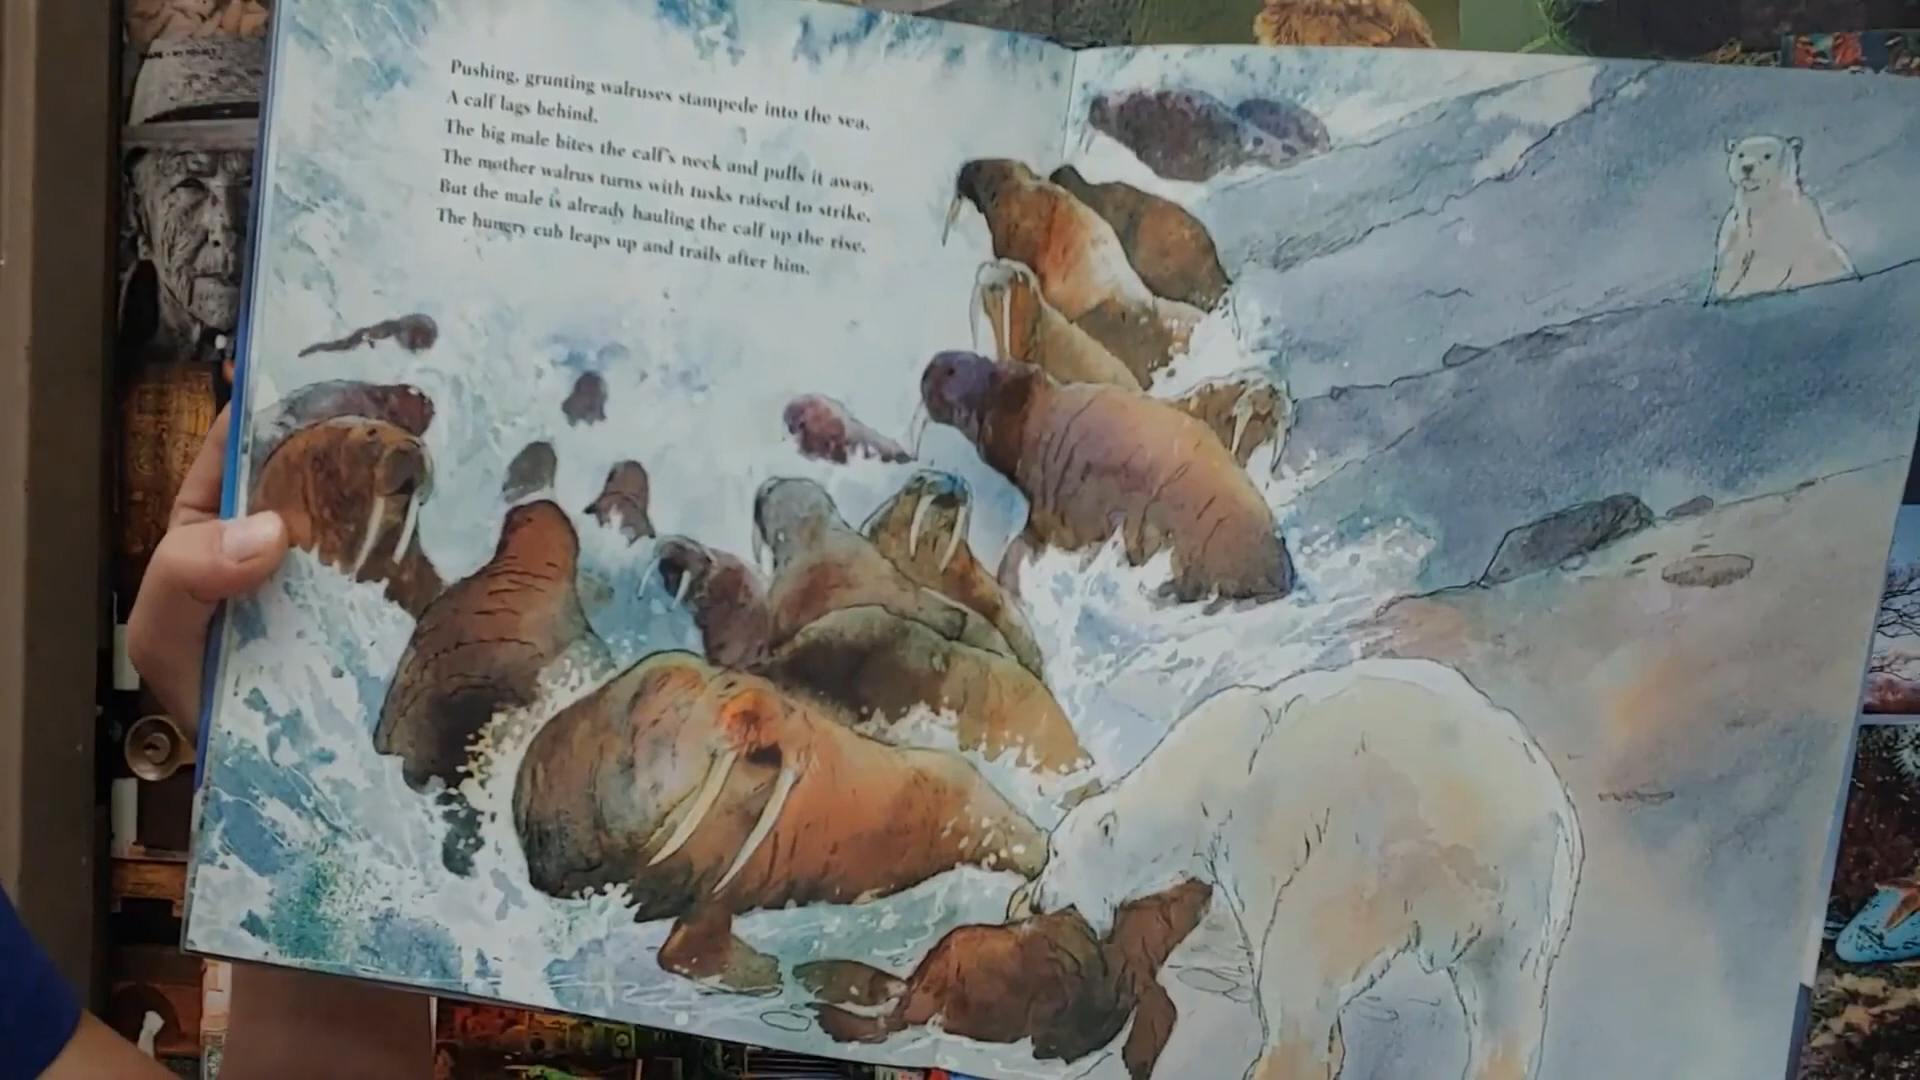 Pushing, grunting walruses stampede into the sea.
A calf lags behind.
The big male bites the calf's neck and pulls it away.
The mother walrus turns with tusks raised to strike.
But the male is already hauling the calf up the rise.
The hungry cub leaps up and trails after him.